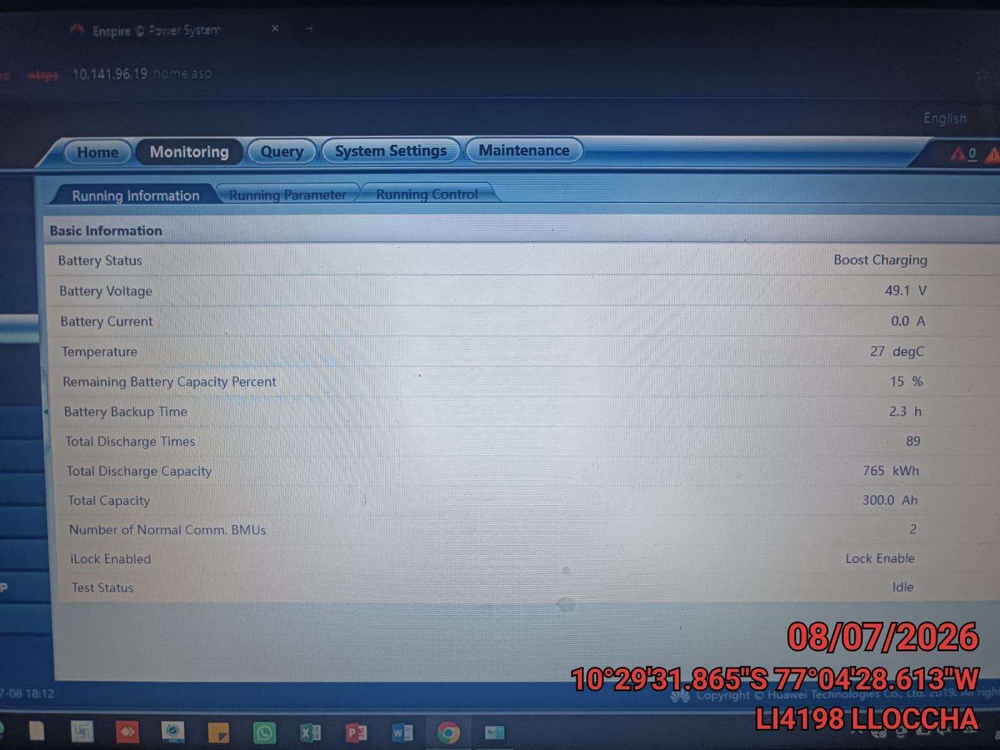 Enspire @ Power System
10.141.96.19 home.asp
English
Home Monitoring Query System Settings Maintenance 0
Running Information Running Parameter Running Control
Basic Information
Battery Status Boost Charging
Battery Voltage 49.1 V
Battery Current 0.0 A
Temperature 27 degC
Remaining Battery Capacity Percent 15 %
Battery Backup Time 2.3 h
Total Discharge Times 89
Total Discharge Capacity 765 kWh
Total Capacity 300.0 Ah
Number of Normal Comm. BMUs 2
iLock Enabled Lock Enable
Test Status Idle
P
08/07/2026
10°29'31.865"S 77°04'28.613"W
7-08 18:12
Copyright © Huawei Technologies Co., Ltd. 2019. All righ
LI4198 LLOCCHA